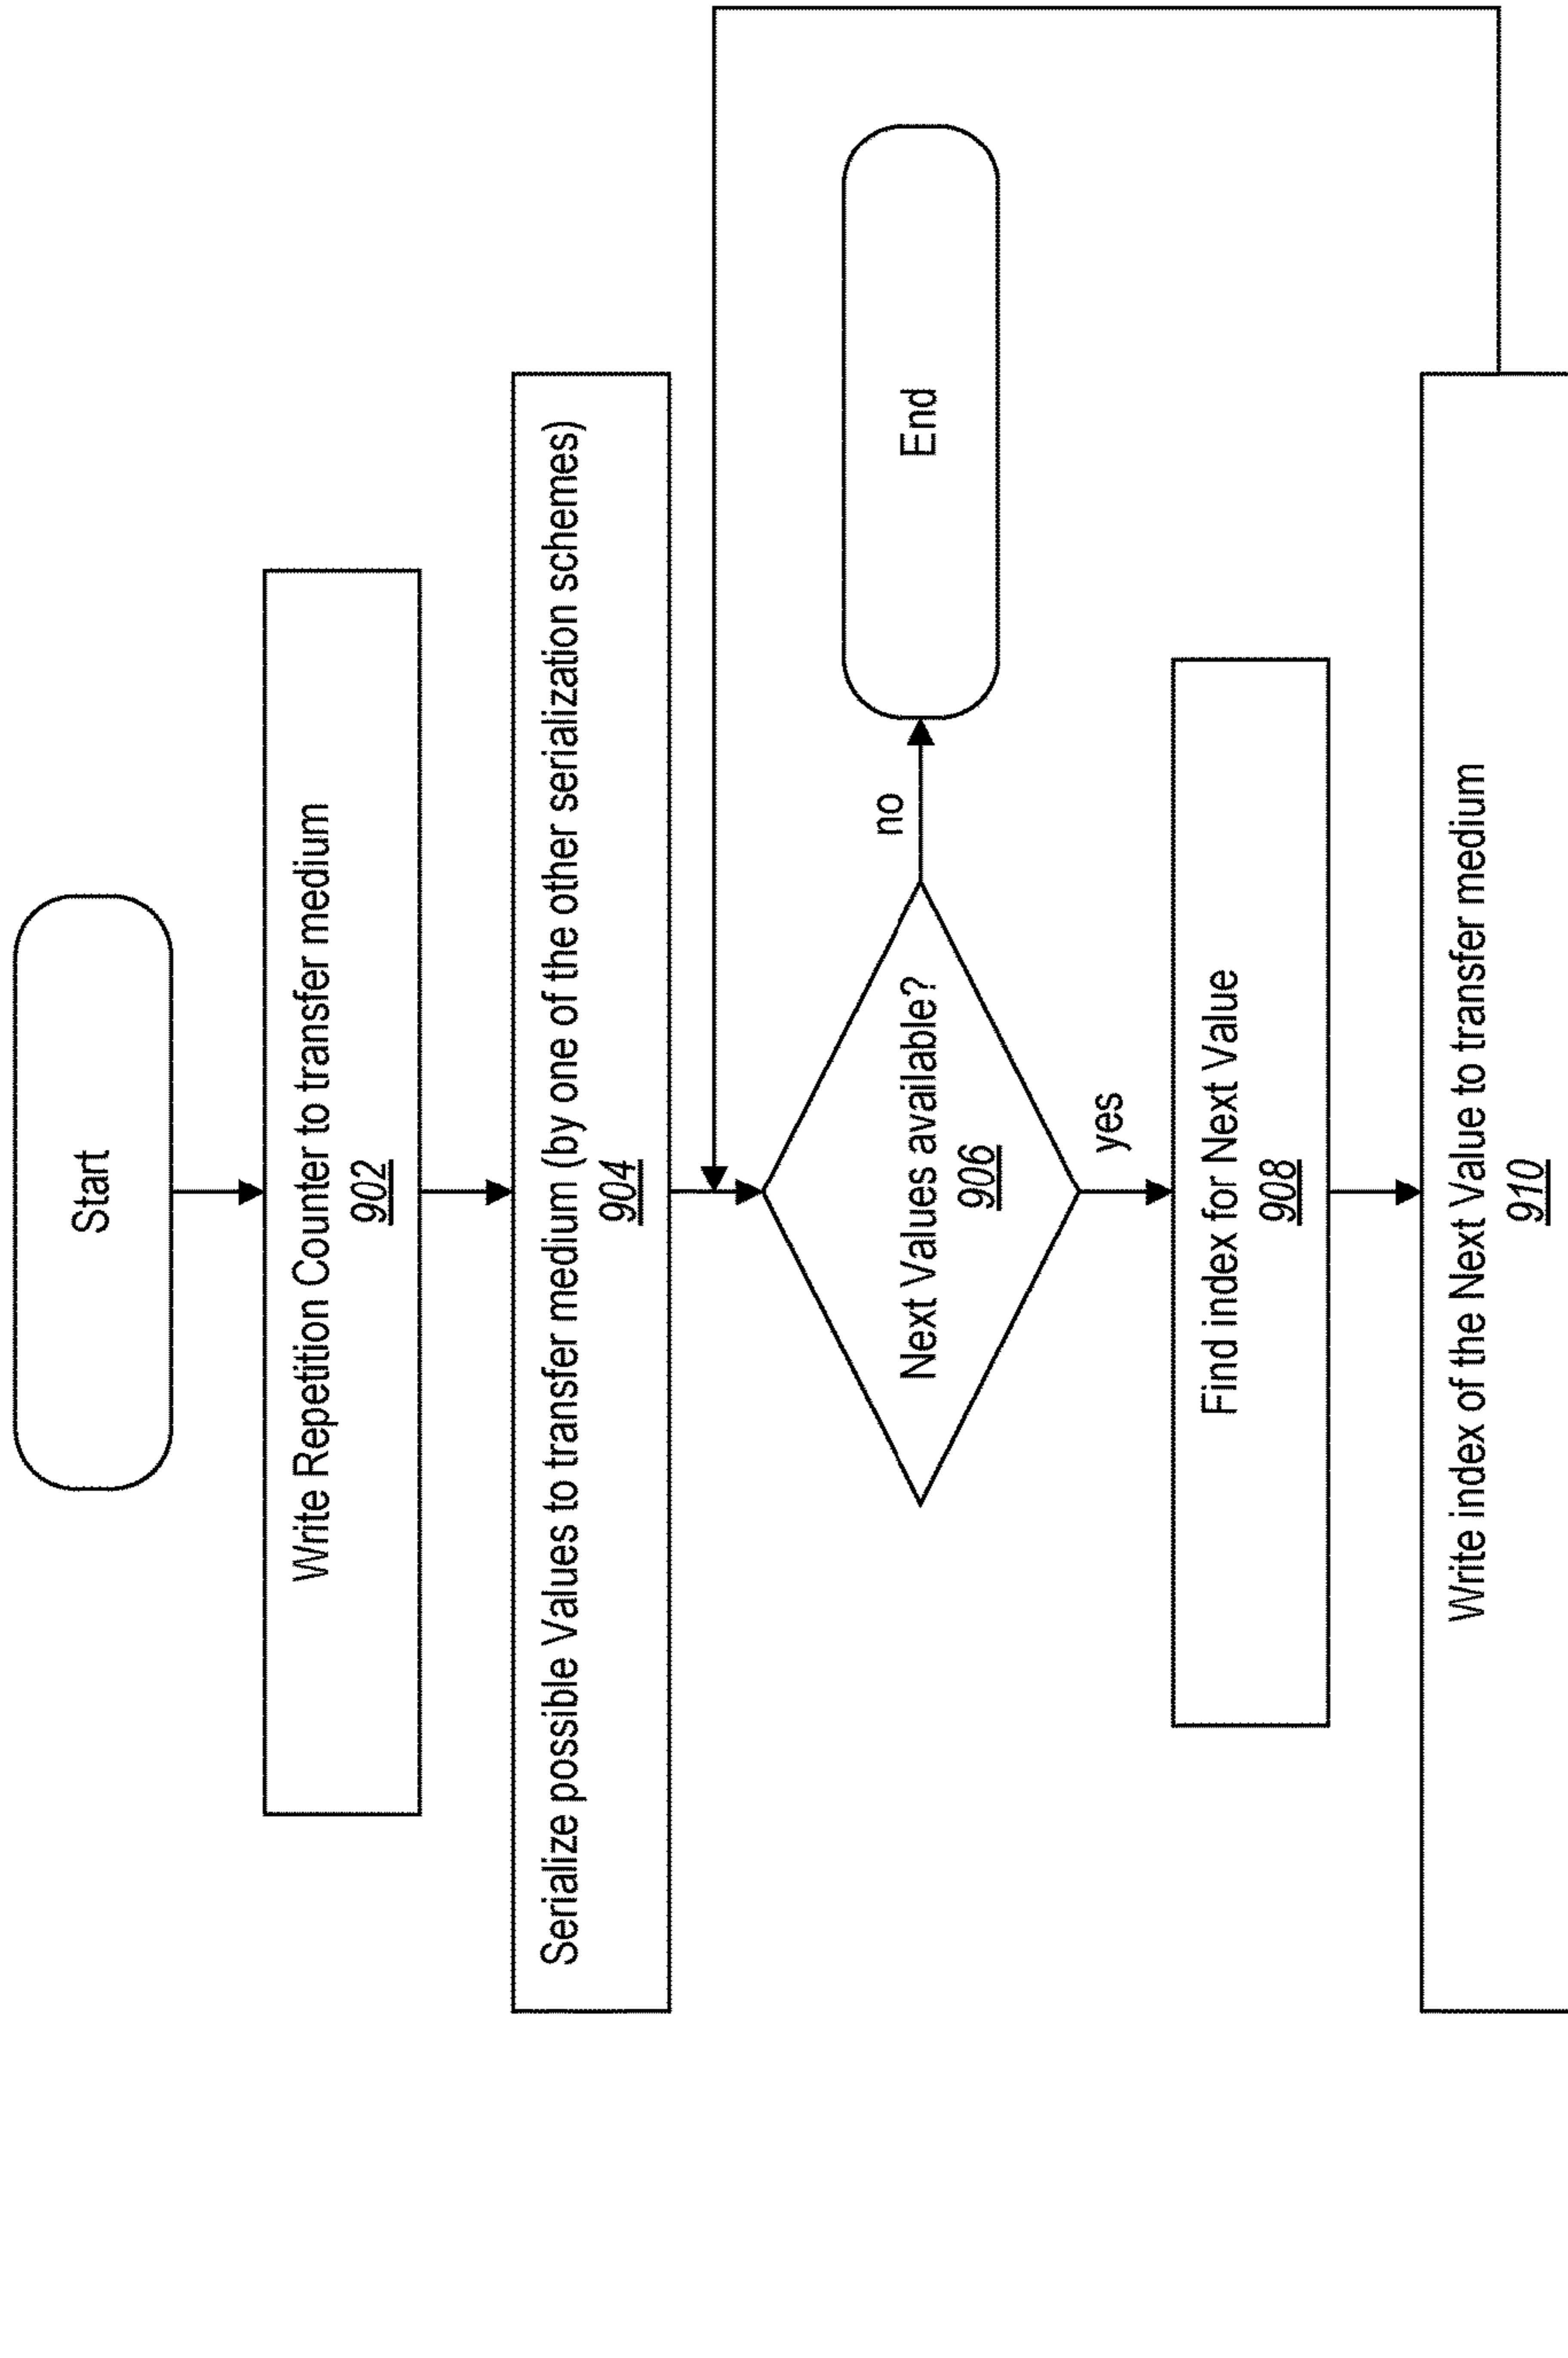 Start
Write Repetition Counter to transfer medium
902
Serialize possible Values to transfer medium (by one of the other serialization schemes)
904
Next Values available?
906
no
End
yes
Find index for Next Value
908
Write index of the Next Value to transfer medium
910